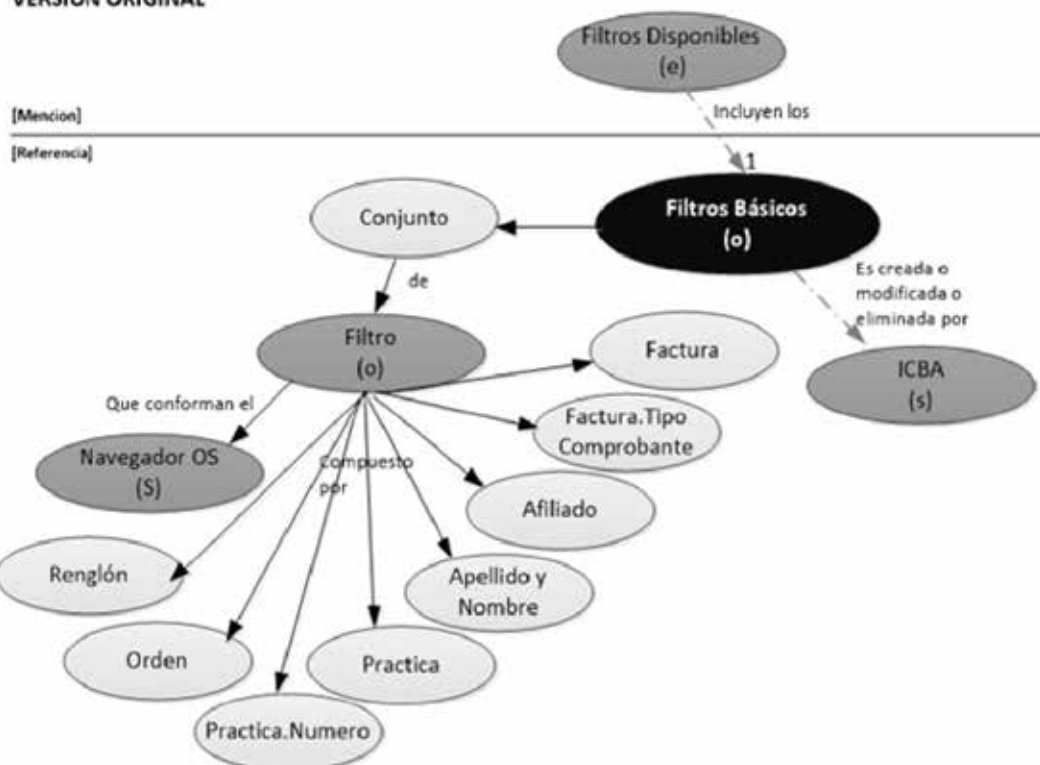 VERSION ORIGINAL
Filtros Disponibles
(e)
[Mencion]
Incluyen los
[Referencia]
1
Conjunto
Filtros Básicos
(o)
de
Es creada o
modificada o
eliminada por
Filtro
(o)
Factura
ICBA
(s)
Que conforman el
Factura.Tipo
Comprobante
Navegador OS
(S)
Compuesto
por
Afiliado
Renglón
Apellido y
Nombre
Orden
Practica
Practica.Numero